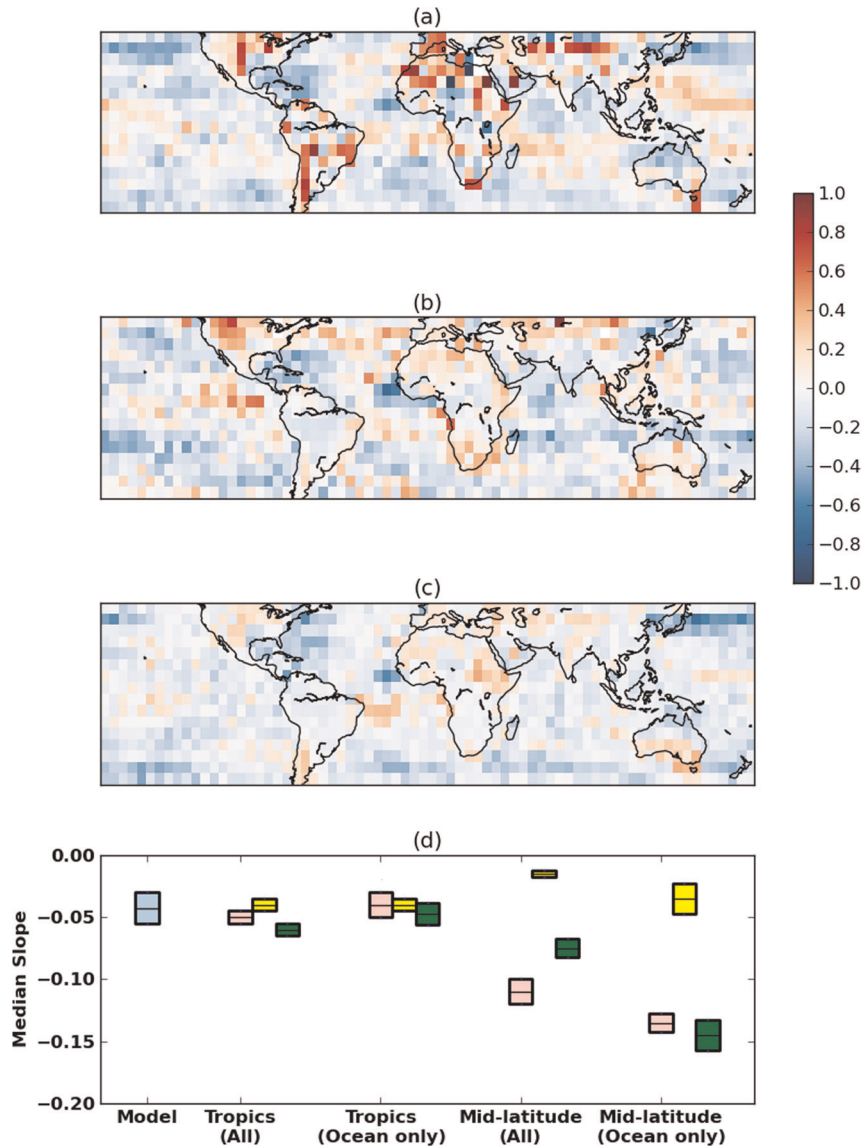 (a)
(b)
1.0
0.8
0.6
0.4
0.2
0.0
−0.2
−0.4
−0.6
−0.8
−1.0
(c)
(d)
Median Slope
0.00
−0.05
−0.10
−0.15
−0.20
Model
Tropics
(All)
Tropics
(Ocean only)
Mid-latitude
(All)
Mid-latitude
(Ocean only)